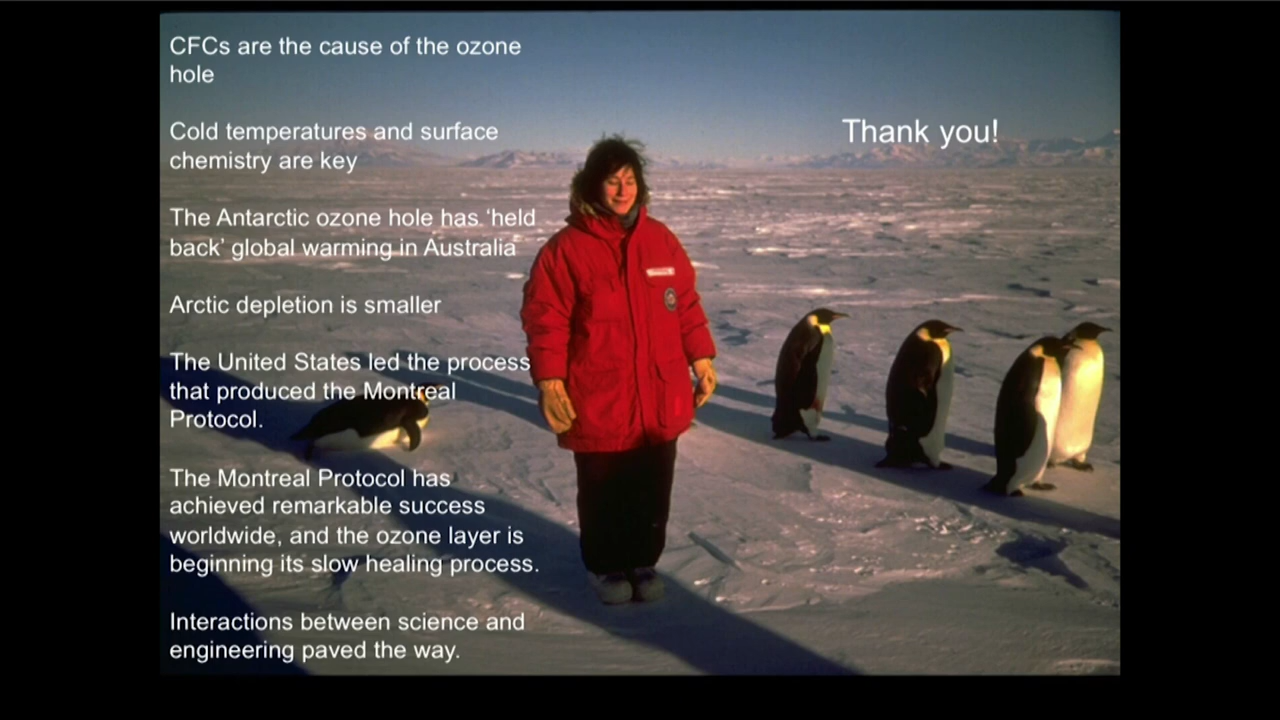 CFCs are the cause of the ozone
hole
Cold temperatures and surface
chemistry are key
The Antarctic ozone hole has ‘held
back’ global warming in Australia
Arctic depletion is smaller
The United States led the process
that produced the Montreal
Protocol.
The Montreal Protocol has
achieved remarkable success
worldwide, and the ozone layer is
beginning its slow healing process.
Interactions between science and
engineering paved the way.
Thank you!